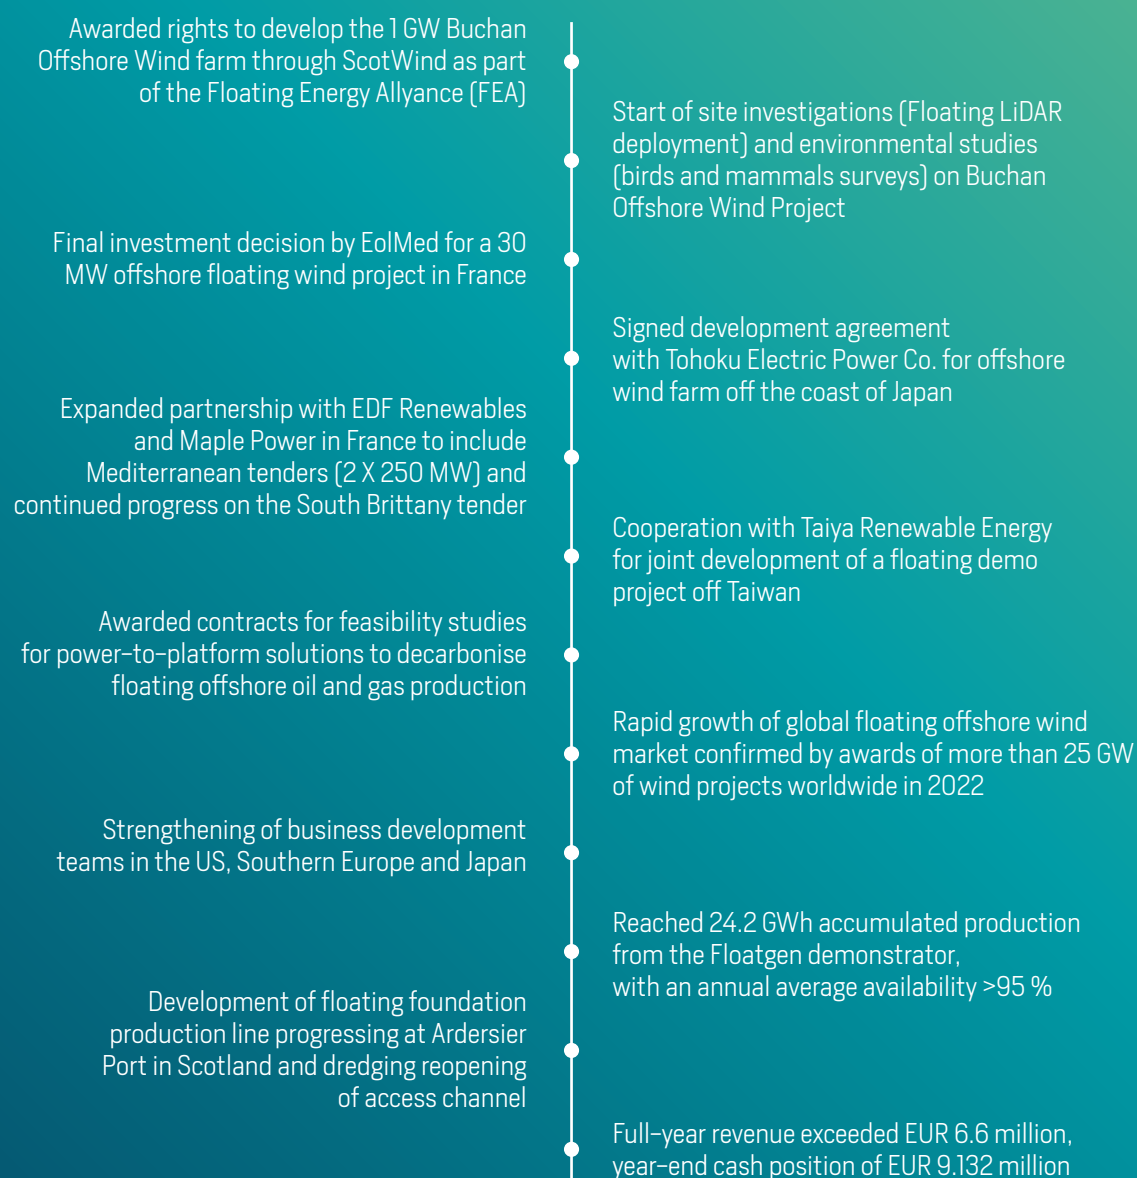 Awarded rights to develop the 1 GW Buchan
Offshore Wind farm through ScotWind as part
of the Floating Energy Allyance (FEA)
Start of site investigations (Floating LiDAR
deployment) and environmental studies
(birds and mammals surveys) on Buchan
Offshore Wind Project
Final investment decision by EolMed for a 30
MW offshore floating wind project in France
Signed development agreement
with Tohoku Electric Power Co. for offshore
wind farm off the coast of Japan
Expanded partnership with EDF Renewables
and Maple Power in France to include
Mediterranean tenders (2 X 250 MW) and
continued progress on the South Brittany tender
Cooperation with Taiya Renewable Energy
for joint development of a floating demo
project off Taiwan
Awarded contracts for feasibility studies
for power-to-platform solutions to decarbonise
floating offshore oil and gas production
Rapid growth of global floating offshore wind
market confirmed by awards of more than 25 GW
of wind projects worldwide in 2022
Strengthening of business development
teams in the US, Southern Europe and Japan
Reached 24.2 GWh accumulated production
from the Floatgen demonstrator,
with an annual average availability >95 %
Development of floating foundation
production line progressing at Ardersier
Port in Scotland and dredging reopening
of access channel
Full-year revenue exceeded EUR 6.6 million,
year-end cash position of EUR 9.132 million